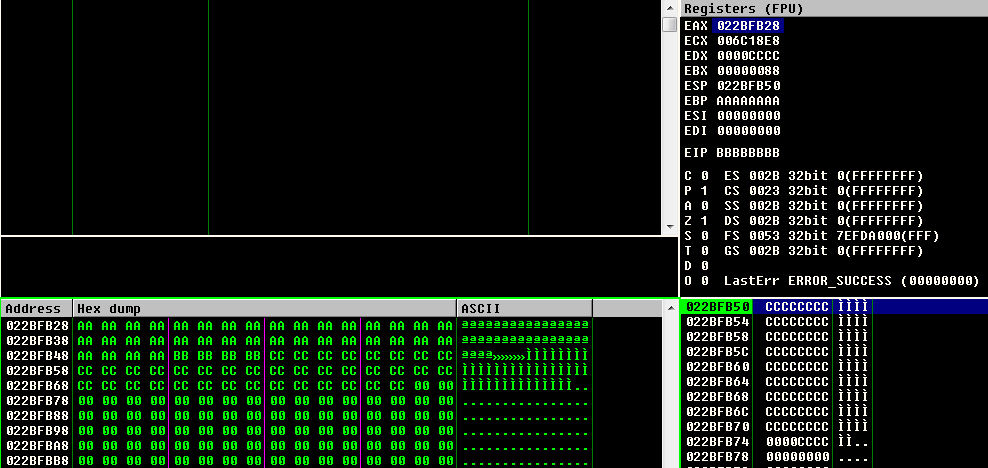 Registers (FPU)
EAX 022BFB28
ECX 006C18E8
EDX 0000CCCC
EBX 00000088
ESP 022BFB50
EBP AAAAAAAA
ESI 00000000
EDI 00000000
EIP BBBBBBBB
C 0 ES 002B 32bit 0(FFFFFFFF)
P 1 CS 0023 32bit 0(FFFFFFFF)
A 0 SS 002B 32bit 0(FFFFFFFF)
Z 1 DS 002B 32bit 0(FFFFFFFF)
S 0 FS 0053 32bit 7EFDA000(FFF)
T 0 GS 002B 32bit 0(FFFFFFFF)
D 0
O 0 LastErr ERROR_SUCCESS (00000000)
Address Hex dump ASCII
022BFB28 AA AA AA AA AA AA AA AA AA AA AA AA AA AA AA AA ªªªªªªªªªªªªªªªª
022BFB38 AA AA AA AA AA AA AA AA AA AA AA AA AA AA AA AA ªªªªªªªªªªªªªªªª
022BFB48 AA AA AA AA BB BB BB BB CC CC CC CC CC CC CC CC ªªªª»»»»ÌÌÌÌÌÌÌÌ
022BFB58 CC CC CC CC CC CC CC CC CC CC CC CC CC CC CC CC ÌÌÌÌÌÌÌÌÌÌÌÌÌÌÌÌ
022BFB68 CC CC CC CC CC CC CC CC CC CC CC CC CC CC 00 00 ÌÌÌÌÌÌÌÌÌÌÌÌÌÌ..
022BFB78 00 00 00 00 00 00 00 00 00 00 00 00 00 00 00 00 ................
022BFB88 00 00 00 00 00 00 00 00 00 00 00 00 00 00 00 00 ................
022BFB98 00 00 00 00 00 00 00 00 00 00 00 00 00 00 00 00 ................
022BFBA8 00 00 00 00 00 00 00 00 00 00 00 00 00 00 00 00 ................
022BFBB8 00 00 00 00 00 00 00 00 00 00 00 00 00 00 00 00 ................
022BFB50 CCCCCCCC ÌÌÌÌ
022BFB54 CCCCCCCC ÌÌÌÌ
022BFB58 CCCCCCCC ÌÌÌÌ
022BFB5C CCCCCCCC ÌÌÌÌ
022BFB60 CCCCCCCC ÌÌÌÌ
022BFB64 CCCCCCCC ÌÌÌÌ
022BFB68 CCCCCCCC ÌÌÌÌ
022BFB6C CCCCCCCC ÌÌÌÌ
022BFB70 CCCCCCCC ÌÌÌÌ
022BFB74 0000CCCC ÌÌ..
022BFB78 00000000 ....